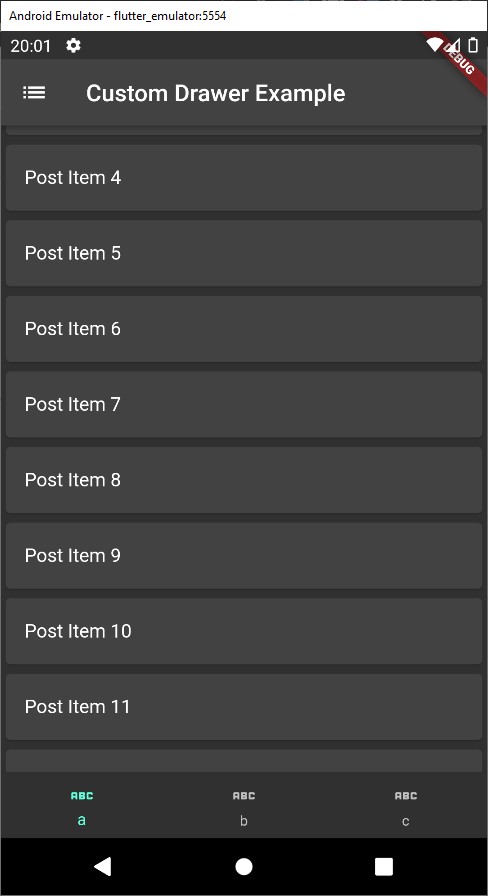 Android Emulator - flutter_emulator:5554
20:01
DEBUG
Custom Drawer Example
Post Item 4
Post Item 5
Post Item 6
Post Item 7
Post Item 8
Post Item 9
Post Item 10
Post Item 11
ABC ABC ABC
a b c